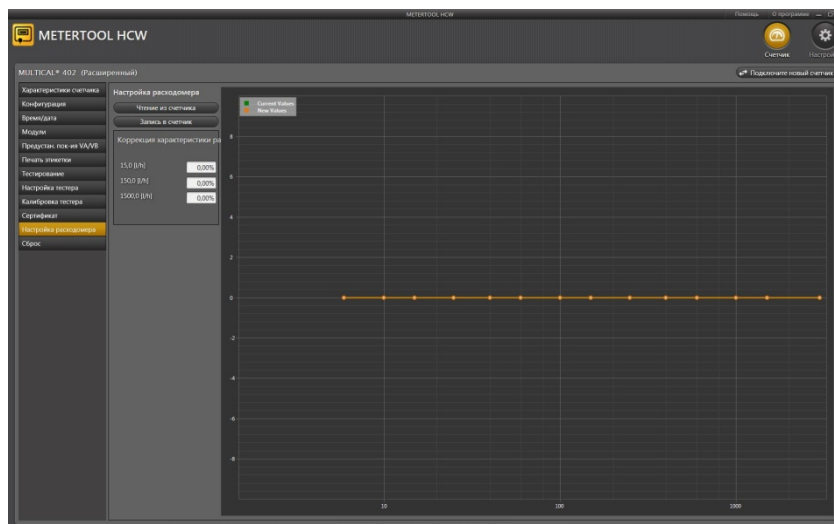 METERTOOL HCW
Помощь О программе
METERTOOL HCW
Счетчик
Настрой
MULTICAL® 402 (Расширенный)
Подключите новый счетчик
Характеристики счетчика
Конфигурация
Время/дата
Модули
Предустан. пок-ия VA/VB
Печать этикетки
Тестирование
Настройка тестера
Калибровка тестера
Сертификат
Настройка расходомера
Сброс
Настройка расходомера
Чтение из счетчика
Запись в счетчик
Коррекция характеристики ра
15,0 [l/h] 0,00%
150,0 [l/h] 0,00%
1500,0 [l/h] 0,00%
Current Values
New Values
8
6
4
2
0
-2
-4
-6
-8
10 100 1000